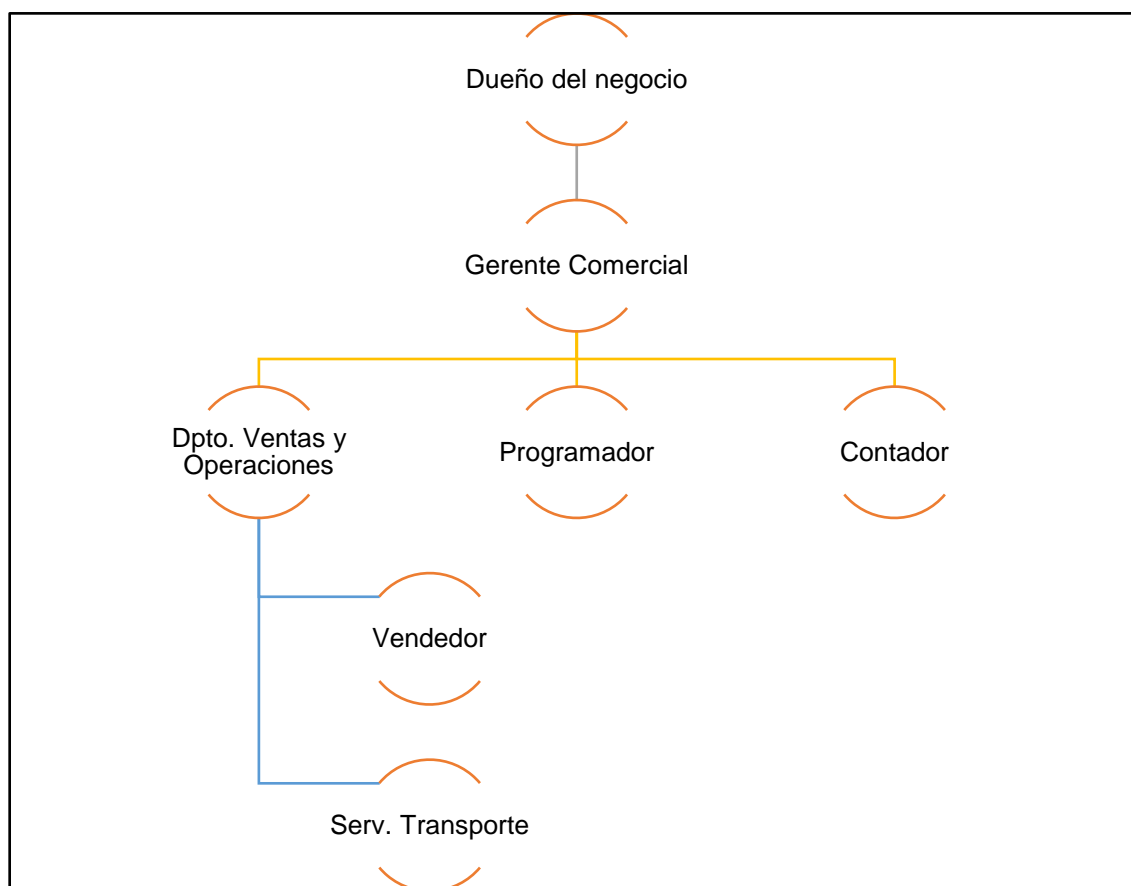 Dueño del negocio
Gerente Comercial
Dpto. Ventas y
Operaciones
Programador
Contador
Vendedor
Serv. Transporte